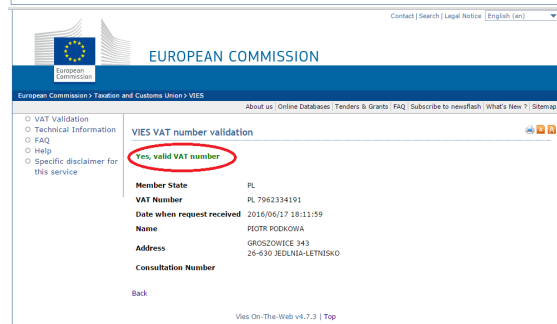 Contact | Search | Legal Notice English (en)
EUROPEAN COMMISSION
European
Commission
European Commission > Taxation and Customs Union > VIES
About us | Online Databases | Tenders & Grants | FAQ | Subscribe to newsflash | What's New ? | Sitemap
VAT Validation
Technical Information
FAQ
Help
Specific disclaimer for
this service
VIES VAT number validation
A A
Yes, valid VAT number
Member State PL
VAT Number PL 7962334191
Date when request received 2016/06/17 18:11:59
Name PIOTR PODKOWA
Address GROSZOWICE 343
26-630 JEDLNIA-LETNISKO
Consultation Number
Back
Vies On-The-Web v4.7.3 | Top